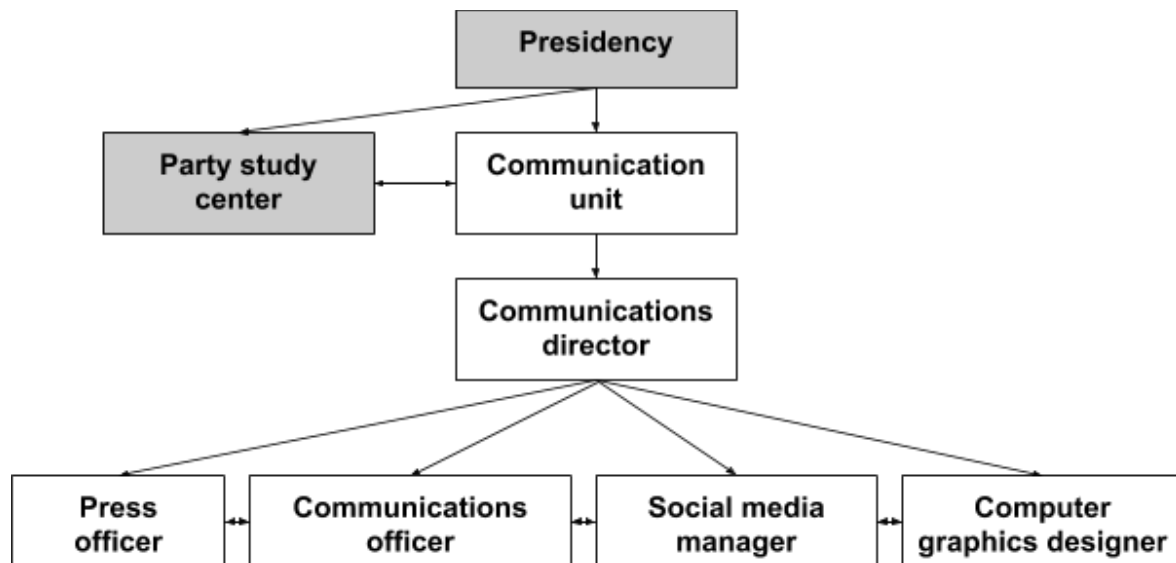 Presidency
Party study
center
Communication
unit
Communications
director
Press
officer
Communications
officer
Social media
manager
Computer
graphics designer